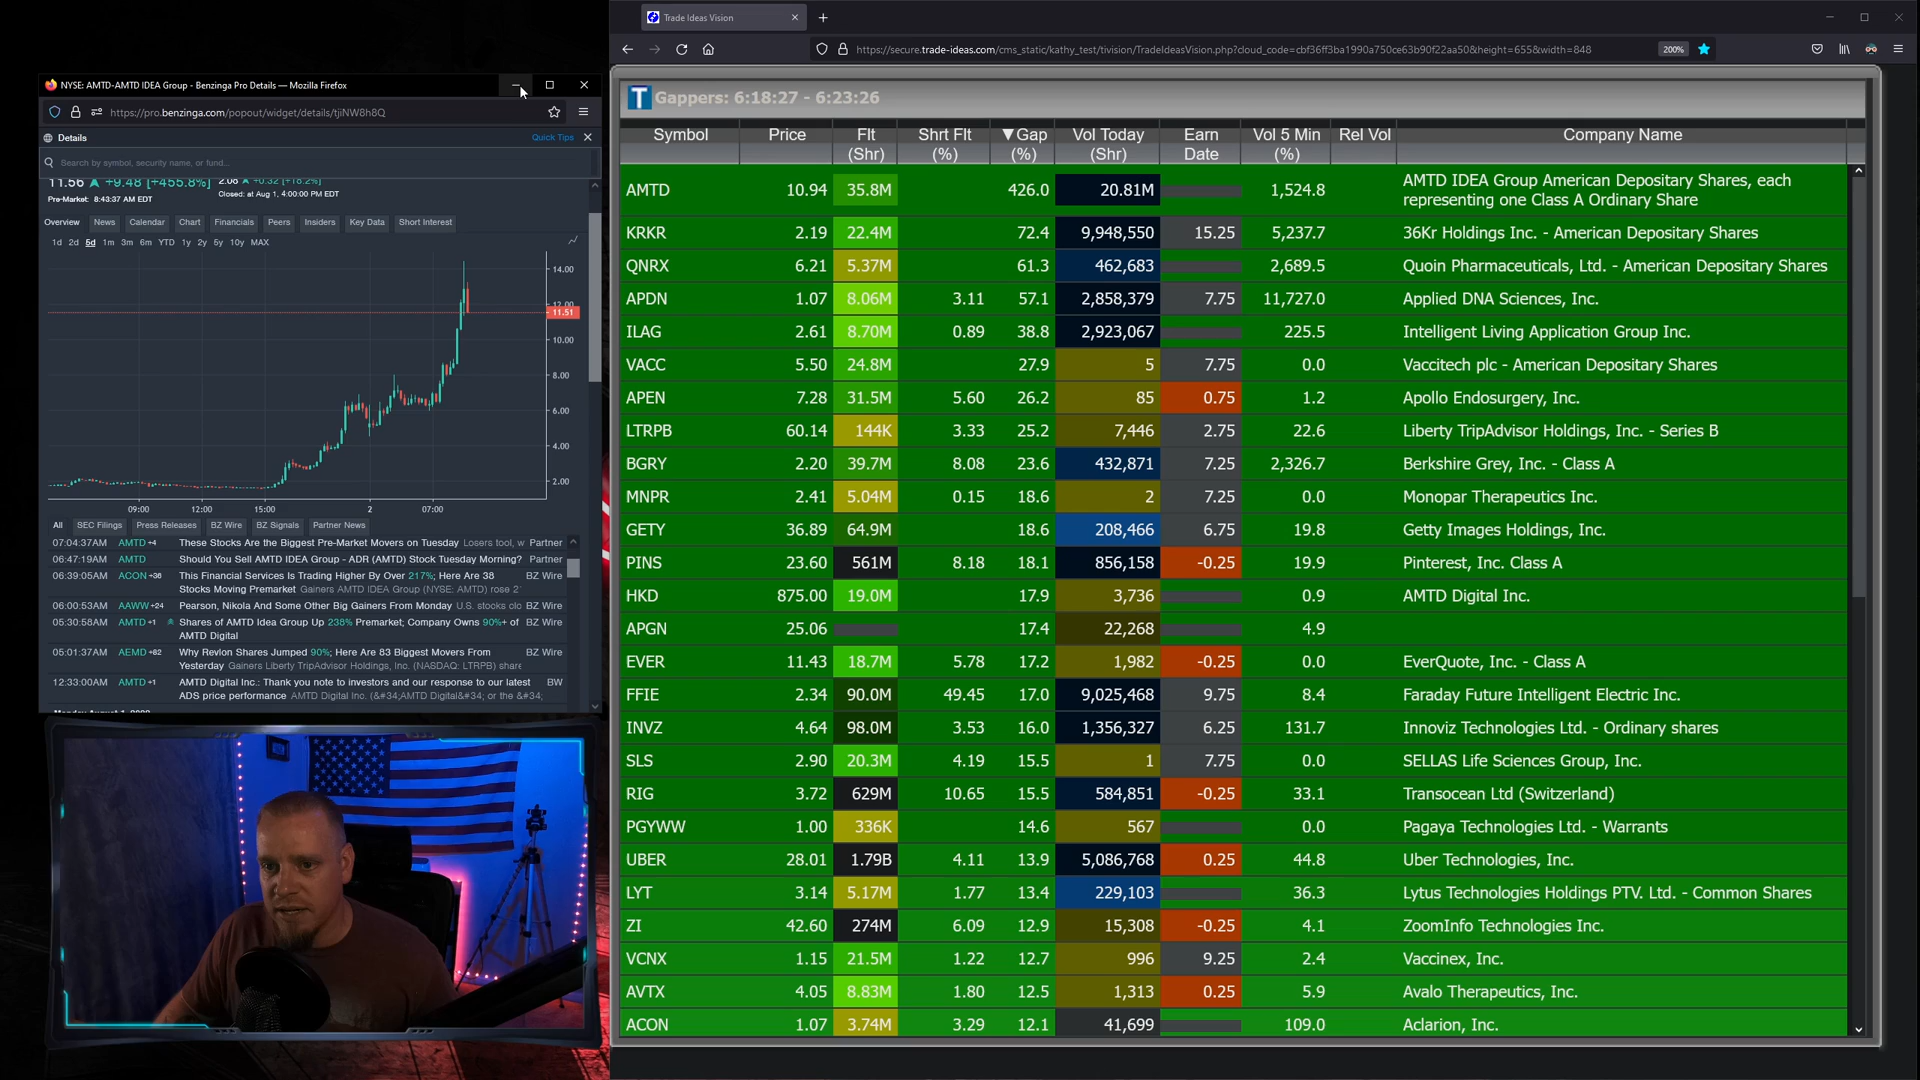 NYSE: AMTD-AMTD IDEA Group - Benzinga Pro Details — Mozilla Firefox
https://pro.benzinga.com/popout/widget/details/tjiNW8h8Q
Details
Quick Tips
Search by symbol, security name, or fund...
11.56 +9.48 [+455.8%] 2.08 +0.32 [+18.2%]
Pre-Market: 8:43:37 AM EDT Closed: at Aug 1, 4:00:00 PM EDT
Overview News Calendar Chart Financials Peers Insiders Key Data Short Interest
1d 2d 5d 1m 3m 6m YTD 1y 2y 5y 10y MAX
14.00
12.00
11.51
10.00
8.00
6.00
4.00
2.00
09:00 12:00 15:00 2 07:00
All SEC Filings Press Releases BZ Wire BZ Signals Partner News
07:04:37AM AMTD +4 These Stocks Are the Biggest Pre-Market Movers on Tuesday Losers tool, w Partner
06:47:19AM AMTD Should You Sell AMTD IDEA Group - ADR (AMTD) Stock Tuesday Morning? Partner
06:39:05AM ACON +36 This Financial Services Is Trading Higher By Over 217%; Here Are 38 BZ Wire
Stocks Moving Premarket Gainers AMTD IDEA Group (NYSE: AMTD) rose 2
06:00:53AM AAWW +24 Pearson, Nikola And Some Other Big Gainers From Monday U.S. stocks clo BZ Wire
05:30:58AM AMTD +1 Shares of AMTD Idea Group Up 238% Premarket; Company Owns 90%+ of BZ Wire
AMTD Digital
05:01:37AM AEMD +82 Why Revlon Shares Jumped 90%; Here Are 83 Biggest Movers From BZ Wire
Yesterday Gainers Liberty TripAdvisor Holdings, Inc. (NASDAQ: LTRPB) share
12:33:00AM AMTD +1 AMTD Digital Inc.: Thank you note to investors and our response to our latest BW
ADS price performance AMTD Digital Inc. (&#34;AMTD Digital&#34; or the &#34;
Trade Ideas Vision
https://secure.trade-ideas.com/cms_static/kathy_test/tivision/TradeIdeasVision.php?cloud_code=cbf36ff3ba1990a750ce63b90f22aa50&height=655&width=848
200%
T Gappers: 6:18:27 - 6:23:26
Symbol Price Flt (Shr) Shrt Flt (%) ▼Gap (%) Vol Today (Shr) Earn Date Vol 5 Min (%) Rel Vol Company Name
AMTD 10.94 35.8M 426.0 20.81M 1,524.8 AMTD IDEA Group American Depositary Shares, each
representing one Class A Ordinary Share
KRKR 2.19 22.4M 72.4 9,948,550 15.25 5,237.7 36Kr Holdings Inc. - American Depositary Shares
QNRX 6.21 5.37M 61.3 462,683 2,689.5 Quoin Pharmaceuticals, Ltd. - American Depositary Shares
APDN 1.07 8.06M 3.11 57.1 2,858,379 7.75 11,727.0 Applied DNA Sciences, Inc.
ILAG 2.61 8.70M 0.89 38.8 2,923,067 225.5 Intelligent Living Application Group Inc.
VACC 5.50 24.8M 27.9 5 7.75 0.0 Vaccitech plc - American Depositary Shares
APEN 7.28 31.5M 5.60 26.2 85 0.75 1.2 Apollo Endosurgery, Inc.
LTRPB 60.14 144K 3.33 25.2 7,446 2.75 22.6 Liberty TripAdvisor Holdings, Inc. - Series B
BGRY 2.20 39.7M 8.08 23.6 432,871 7.25 2,326.7 Berkshire Grey, Inc. - Class A
MNPR 2.41 5.04M 0.15 18.6 2 7.25 0.0 Monopar Therapeutics Inc.
GETY 36.89 64.9M 18.6 208,466 6.75 19.8 Getty Images Holdings, Inc.
PINS 23.60 561M 8.18 18.1 856,158 -0.25 19.9 Pinterest, Inc. Class A
HKD 875.00 19.0M 17.9 3,736 0.9 AMTD Digital Inc.
APGN 25.06 17.4 22,268 4.9
EVER 11.43 18.7M 5.78 17.2 1,982 -0.25 0.0 EverQuote, Inc. - Class A
FFIE 2.34 90.0M 49.45 17.0 9,025,468 9.75 8.4 Faraday Future Intelligent Electric Inc.
INVZ 4.64 98.0M 3.53 16.0 1,356,327 6.25 131.7 Innoviz Technologies Ltd. - Ordinary shares
SLS 2.90 20.3M 4.19 15.5 1 7.75 0.0 SELLAS Life Sciences Group, Inc.
RIG 3.72 629M 10.65 15.5 584,851 -0.25 33.1 Transocean Ltd (Switzerland)
PGYWW 1.00 336K 14.6 567 0.0 Pagaya Technologies Ltd. - Warrants
UBER 28.01 1.79B 4.11 13.9 5,086,768 0.25 44.8 Uber Technologies, Inc.
LYT 3.14 5.17M 1.77 13.4 229,103 36.3 Lytus Technologies Holdings PTV. Ltd. - Common Shares
ZI 42.60 274M 6.09 12.9 15,308 -0.25 4.1 ZoomInfo Technologies Inc.
VCNX 1.15 21.5M 1.22 12.7 996 9.25 2.4 Vaccinex, Inc.
AVTX 4.05 8.83M 1.80 12.5 1,313 0.25 5.9 Avalo Therapeutics, Inc.
ACON 1.07 3.74M 3.29 12.1 41,699 109.0 Aclarion, Inc.